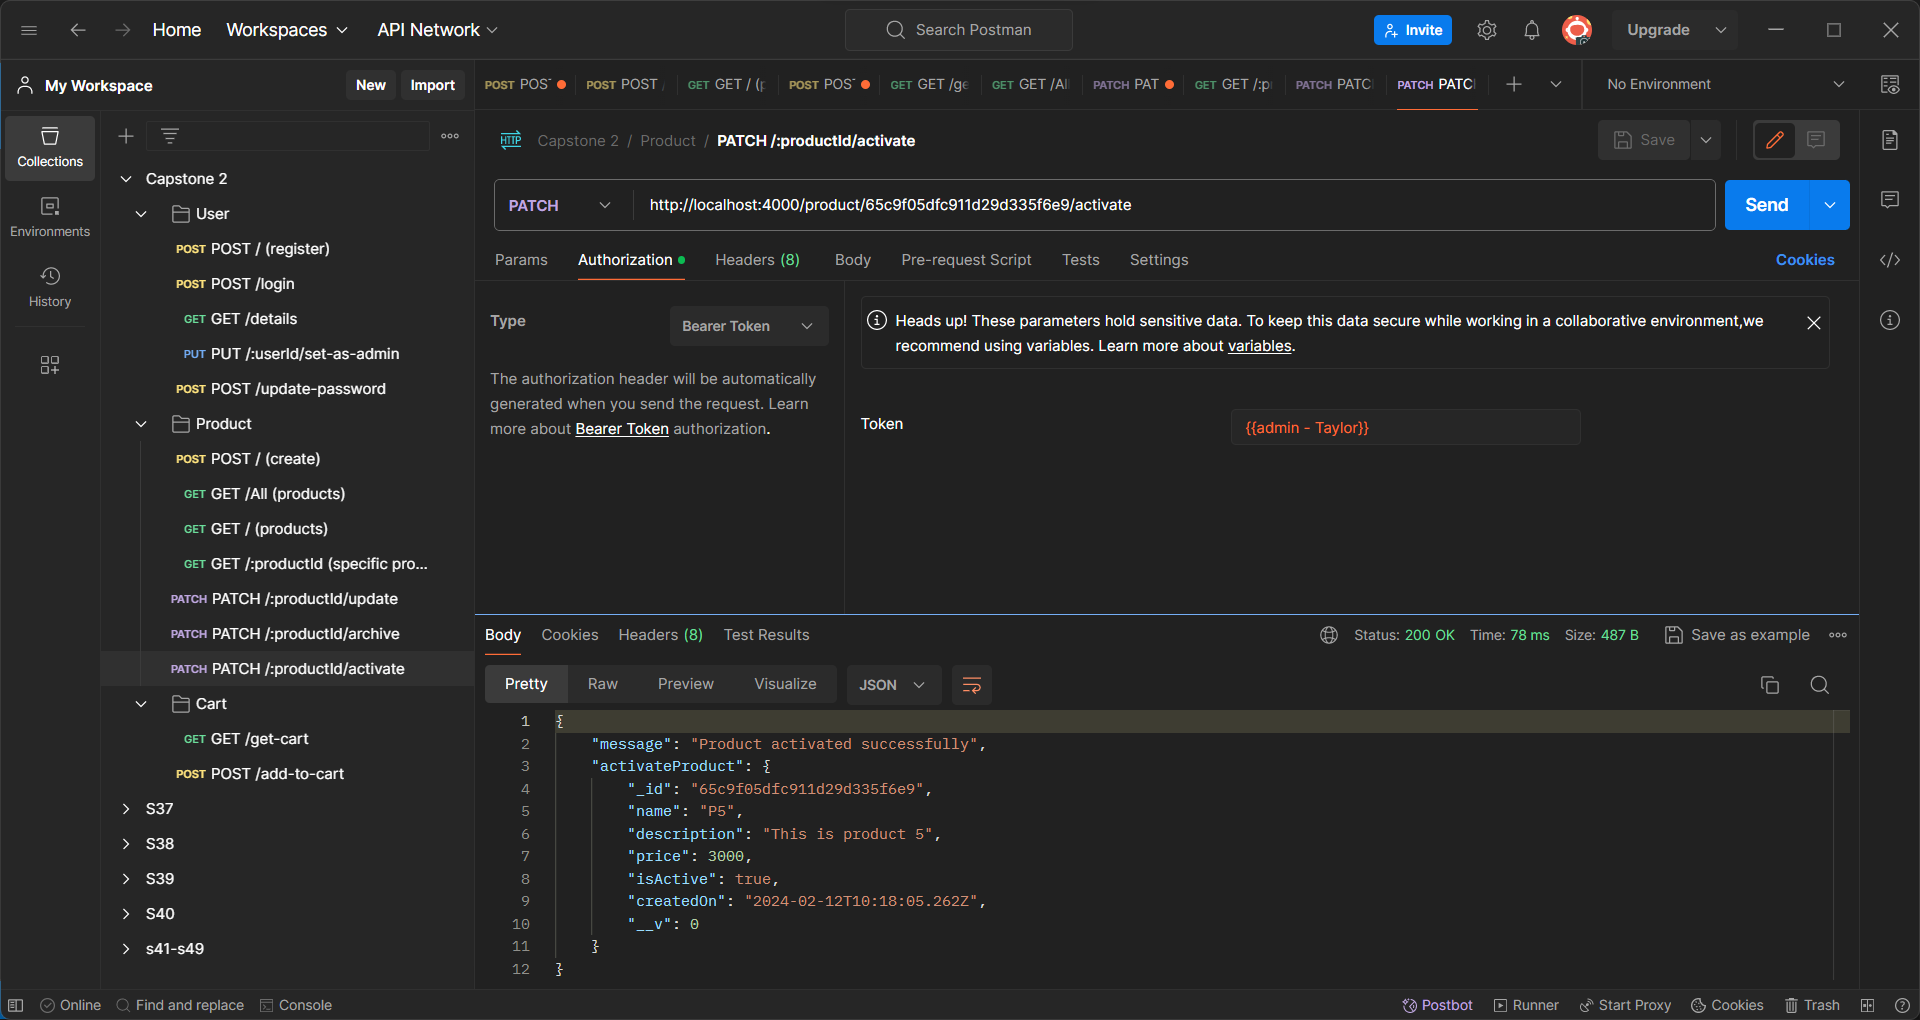 Home Workspaces API Network Search Postman Invite Upgrade
My Workspace New Import
POST POST POST POST GET GET / (p POST POST GET GET /ge GET GET /Al PATCH PAT GET GET /:p PATCH PATC PATCH PATC No Environment
Collections
Environments
History
Capstone 2
User
POST POST / (register)
POST POST /login
GET GET /details
PUT PUT /:userId/set-as-admin
POST POST /update-password
Product
POST POST / (create)
GET GET /All (products)
GET GET / (products)
GET GET /:productId (specific pro...
PATCH PATCH /:productId/update
PATCH PATCH /:productId/archive
PATCH PATCH /:productId/activate
Cart
GET GET /get-cart
POST POST /add-to-cart
S37
S38
S39
S40
s41-s49
HTTP Capstone 2 / Product / PATCH /:productId/activate Save
PATCH http://localhost:4000/product/65c9f05dfc911d29d335f6e9/activate Send
Params Authorization Headers (8) Body Pre-request Script Tests Settings Cookies
Type Bearer Token
The authorization header will be automatically
generated when you send the request. Learn
more about Bearer Token authorization.
Heads up! These parameters hold sensitive data. To keep this data secure while working in a collaborative environment,we
recommend using variables. Learn more about variables.
Token {{admin - Taylor}}
Body Cookies Headers (8) Test Results Status: 200 OK Time: 78 ms Size: 487 B Save as example
Pretty Raw Preview Visualize JSON
1 {
2 "message": "Product activated successfully",
3 "activateProduct": {
4 "_id": "65c9f05dfc911d29d335f6e9",
5 "name": "P5",
6 "description": "This is product 5",
7 "price": 3000,
8 "isActive": true,
9 "createdOn": "2024-02-12T10:18:05.262Z",
10 "__v": 0
11 }
12 }
Online Find and replace Console Postbot Runner Start Proxy Cookies Trash